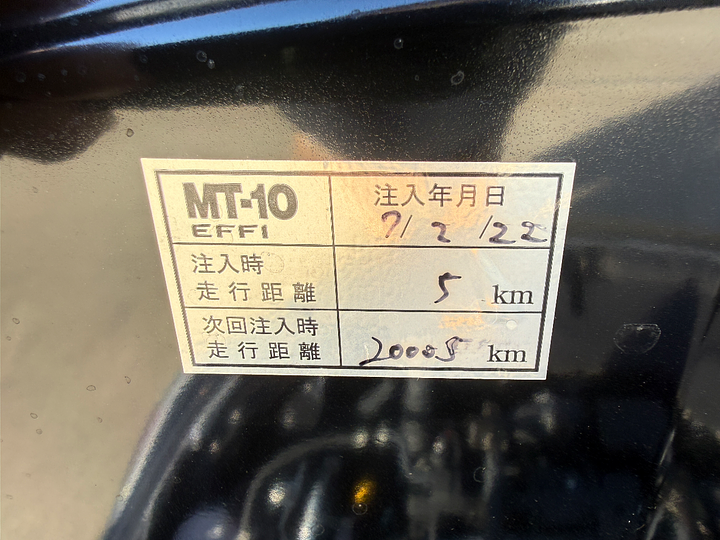 MT-10
EFFI
注入年月日
7/2/22
注入時
走行距離
5 km
次回注入時
走行距離
20005 km